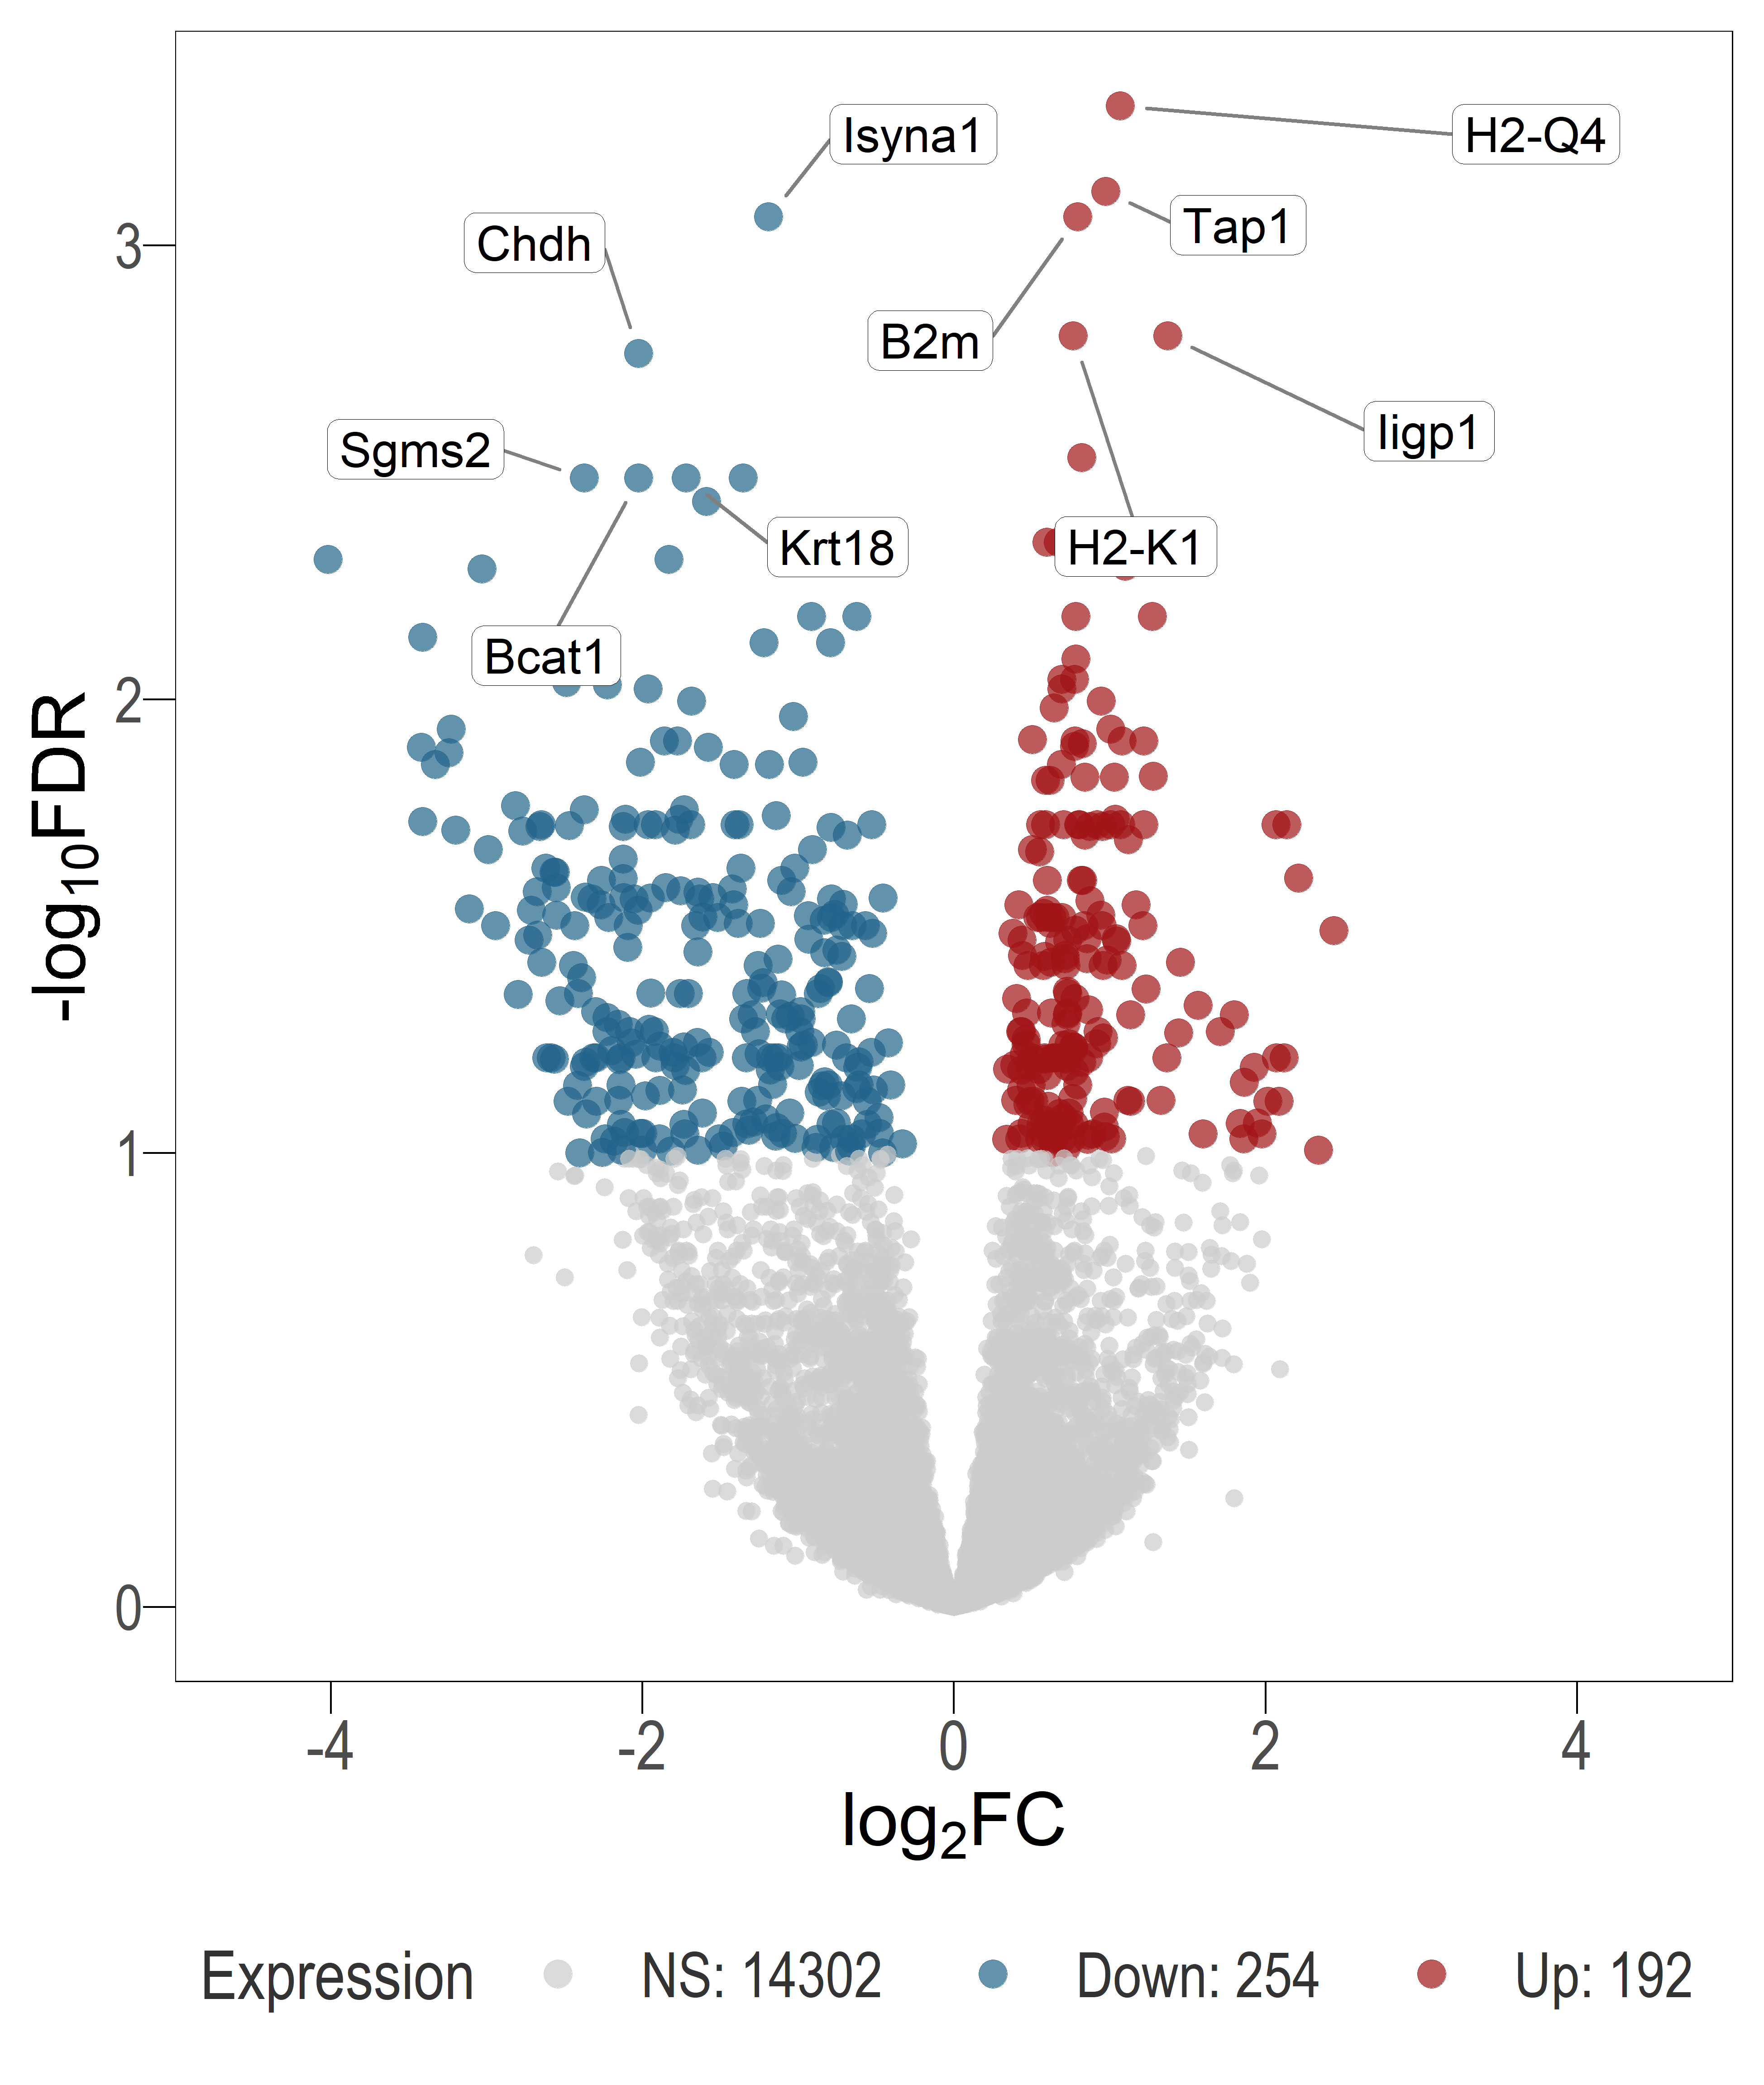 Isyna1
H2-Q4
Chdh
Tap1
B2m
Iigp1
Sgms2
Krt18
H2-K1
Bcat1
3
2
1
0
-log10FDR
-4
-2
0
2
4
log2FC
Expression NS: 14302 Down: 254 Up: 192